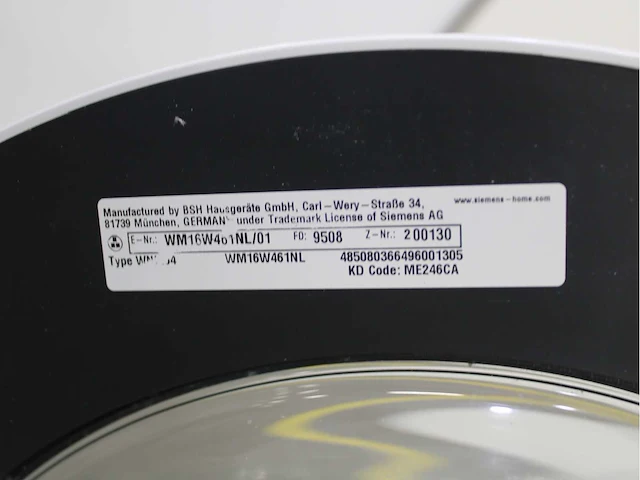 Manufactured by BSH Hausgeräte GmbH, Carl-Wery-Straße 34,
www.siemens-home.com
81739 München, GERMANY under Trademark License of Siemens AG
E-Nr.: WM16W461NL/01 FD: 9508 Z-Nr.: 200130
Type WM16W461NL 485080366496001305
KD Code: ME246CA